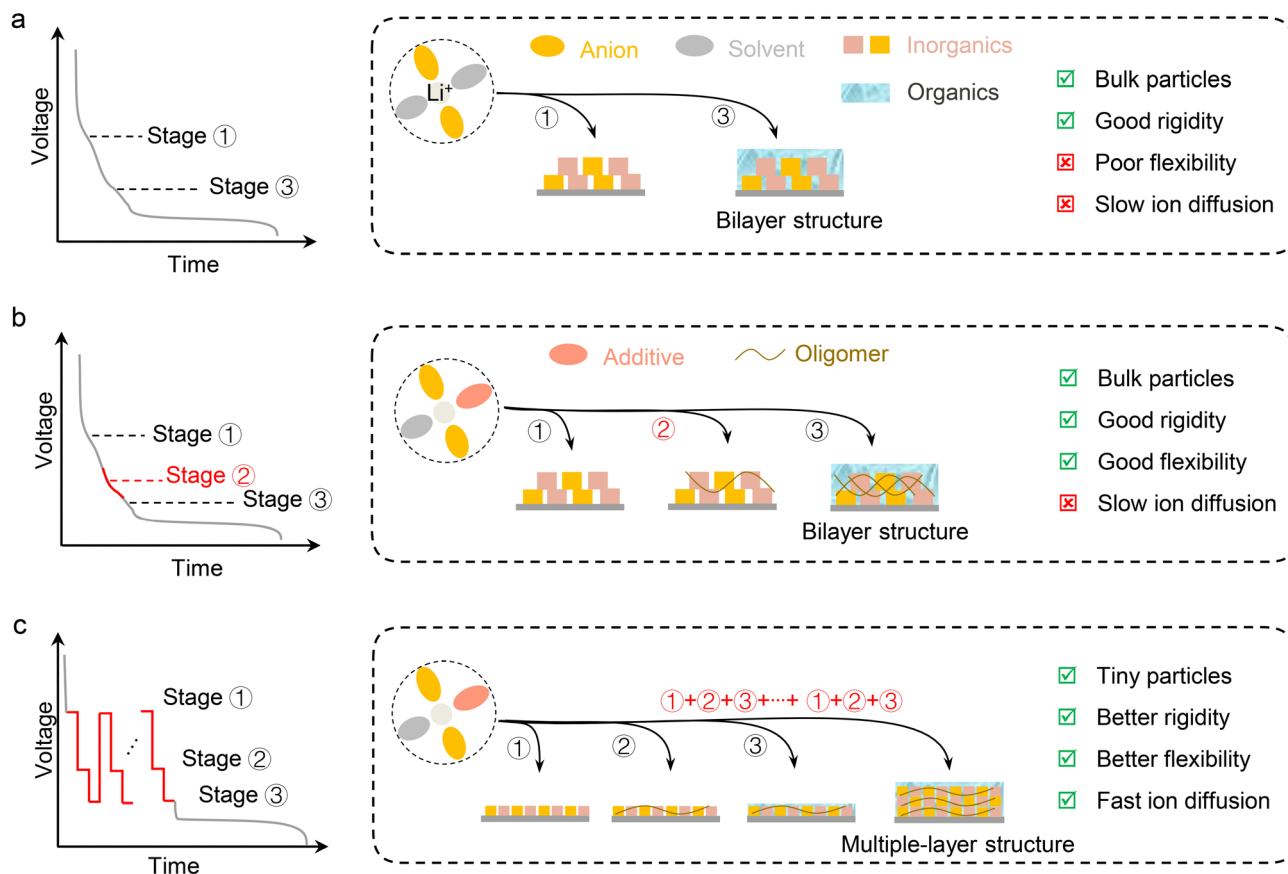 a
Voltage
Stage ①
Stage ③
Time
Anion
Solvent
Inorganics
Organics
Li⁺
①
③
Bilayer structure
Bulk particles
Good rigidity
Poor flexibility
Slow ion diffusion
b
Voltage
Stage ①
Stage ②
Stage ③
Time
Additive
Oligomer
①
②
③
Bilayer structure
Bulk particles
Good rigidity
Good flexibility
Slow ion diffusion
c
Voltage
Stage ①
Stage ②
Stage ③
Time
①+②+③+···+ ①+②+③
①
②
③
Multiple-layer structure
Tiny particles
Better rigidity
Better flexibility
Fast ion diffusion